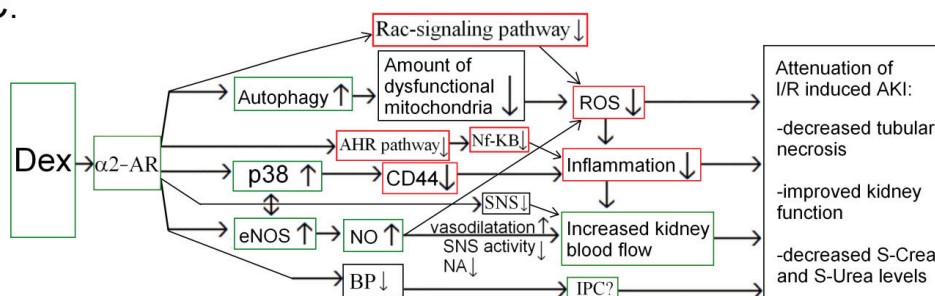 C.
Rac-signaling pathway↓
Dex
α2-AR
Autophagy ↑
Amount of
dysfunctional
mitochondria ↓
ROS ↓
AHR pathway↓
Nf-KB↓
p38 ↑
CD44↓
Inflammation ↓
SNS↓
eNOS ↑
NO ↑
vasodilatation↑
SNS activity↓
NA↓
Increased kidney
blood flow
BP↓
IPC?
Attenuation of
I/R induced AKI:
-decreased tubular
necrosis
-improved kidney
function
-decreased S-Crea
and S-Urea levels